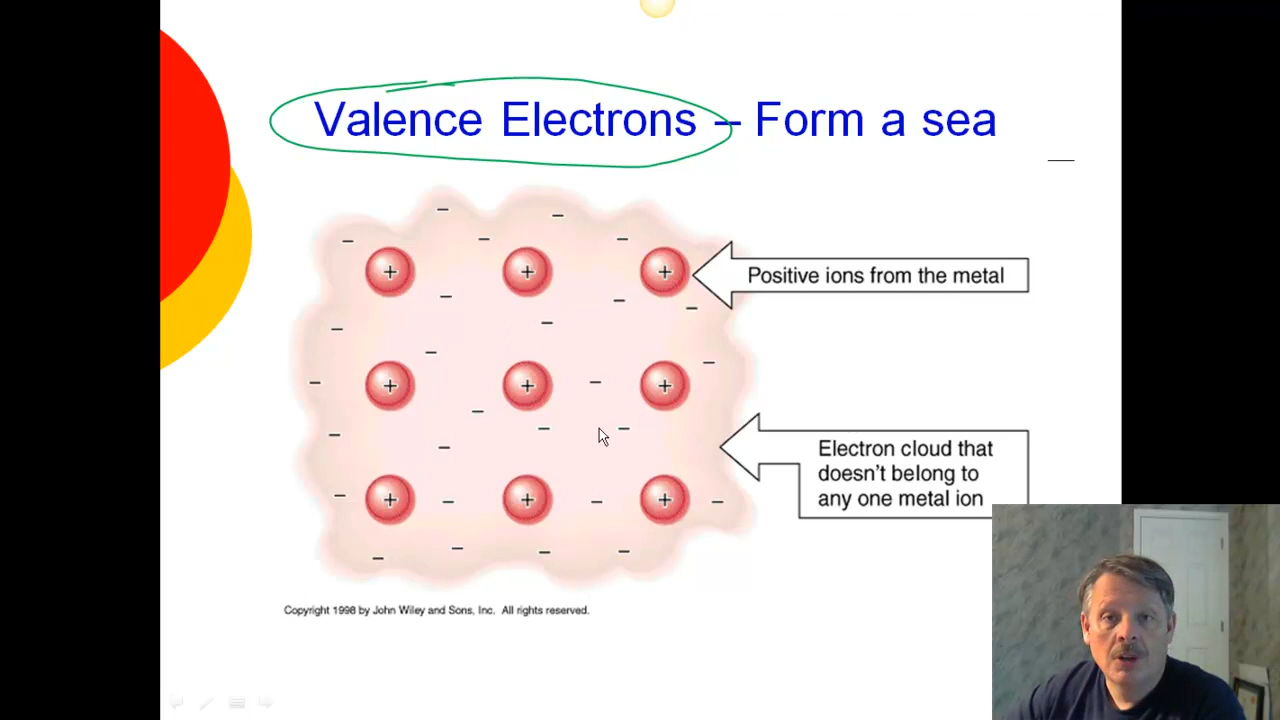 Valence Electrons – Form a sea
Positive ions from the metal
Electron cloud that
doesn't belong to
any one metal ion
Copyright 1998 by John Wiley and Sons, Inc. All rights reserved.